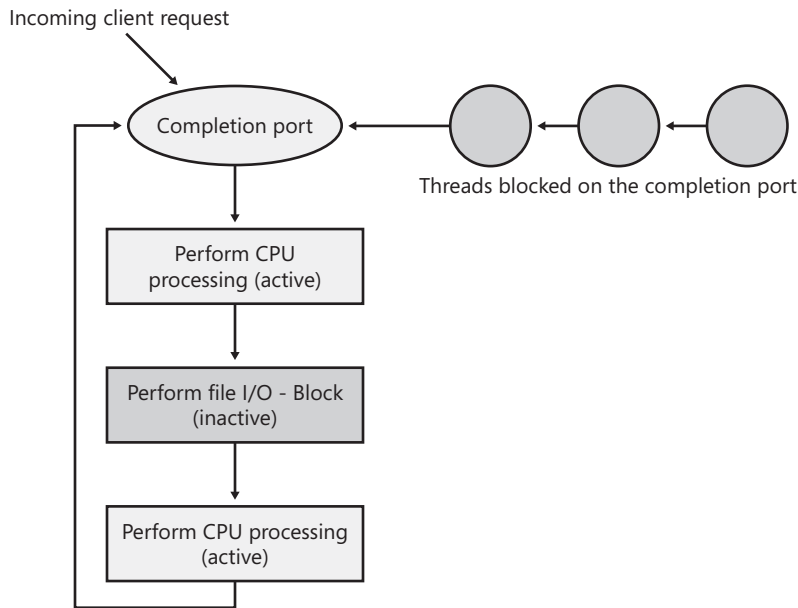 Incoming client request
Completion port
Threads blocked on the completion port
Perform CPU
processing (active)
Perform file I/O - Block
(inactive)
Perform CPU processing
(active)